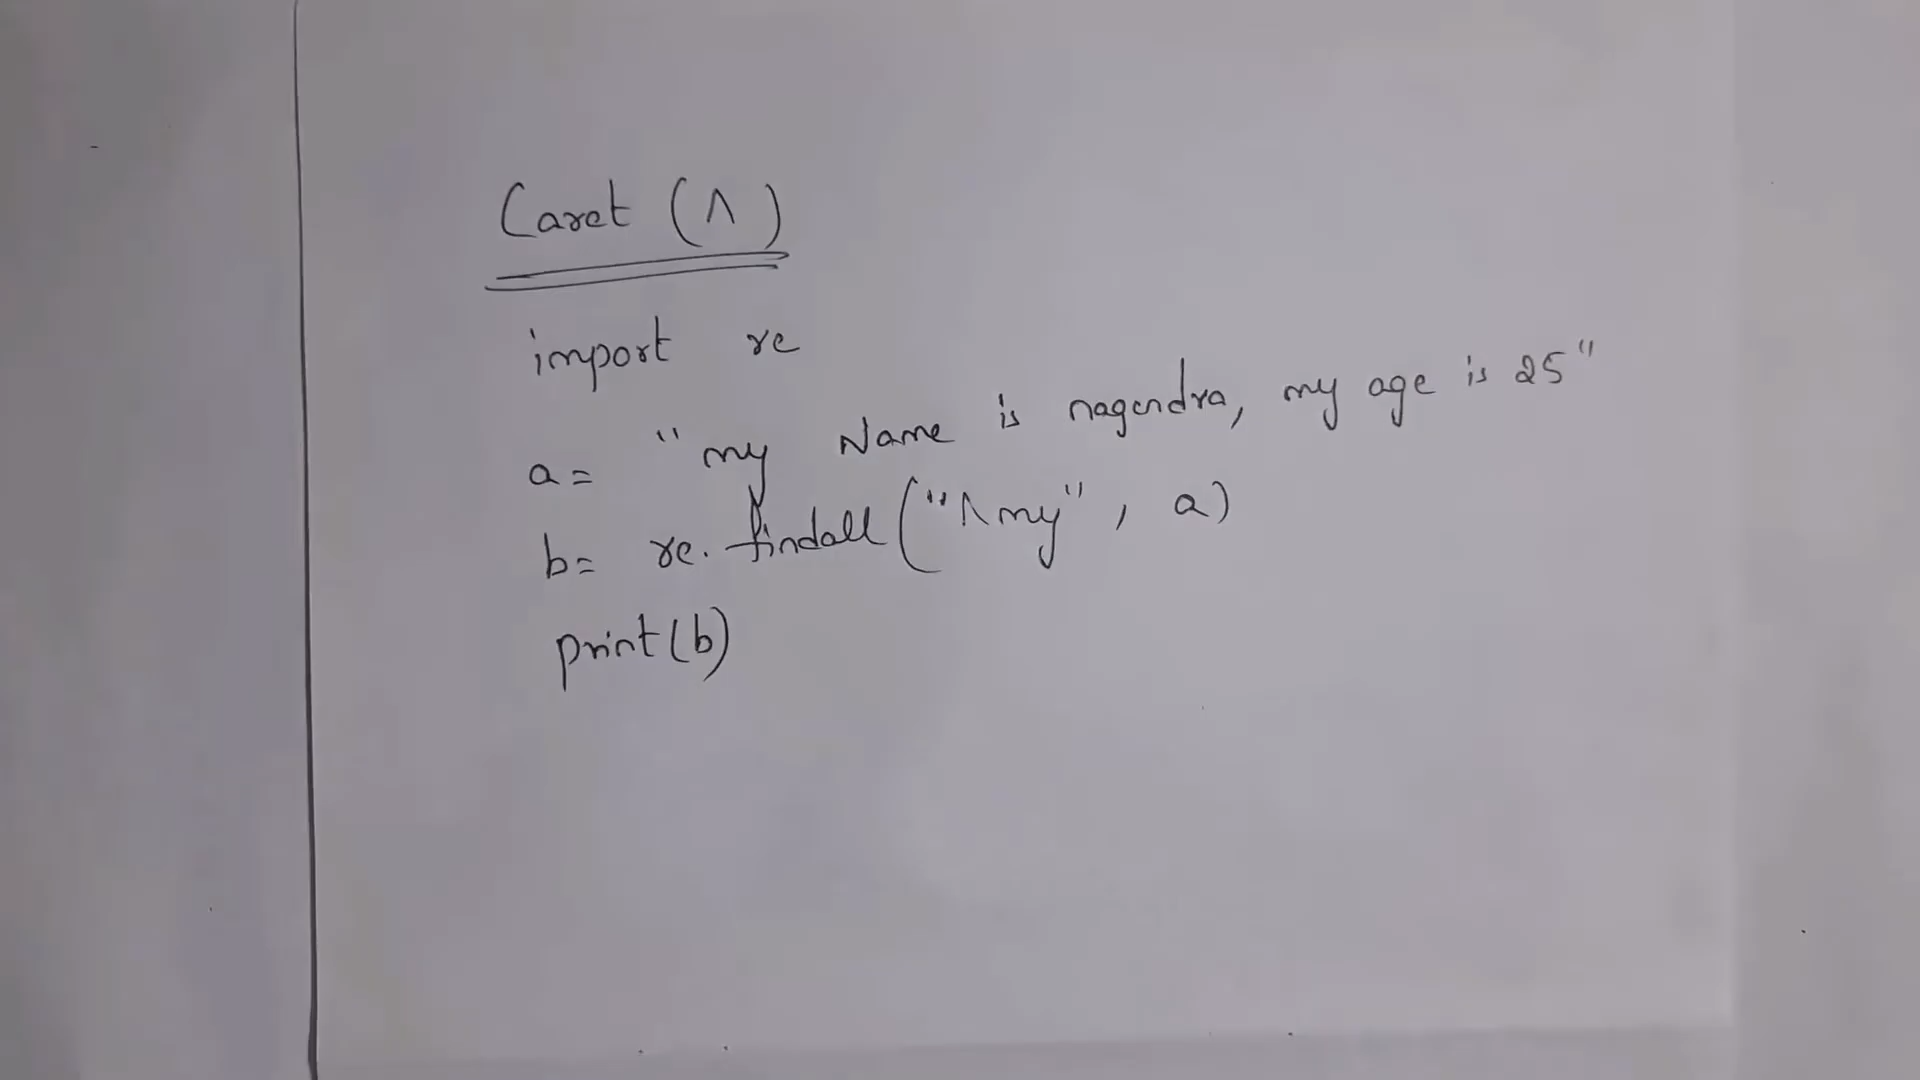 Caret (^)
import re
a= "my Name is nagendra, my age is 25"
b= re.findall("^my", a)
print(b)